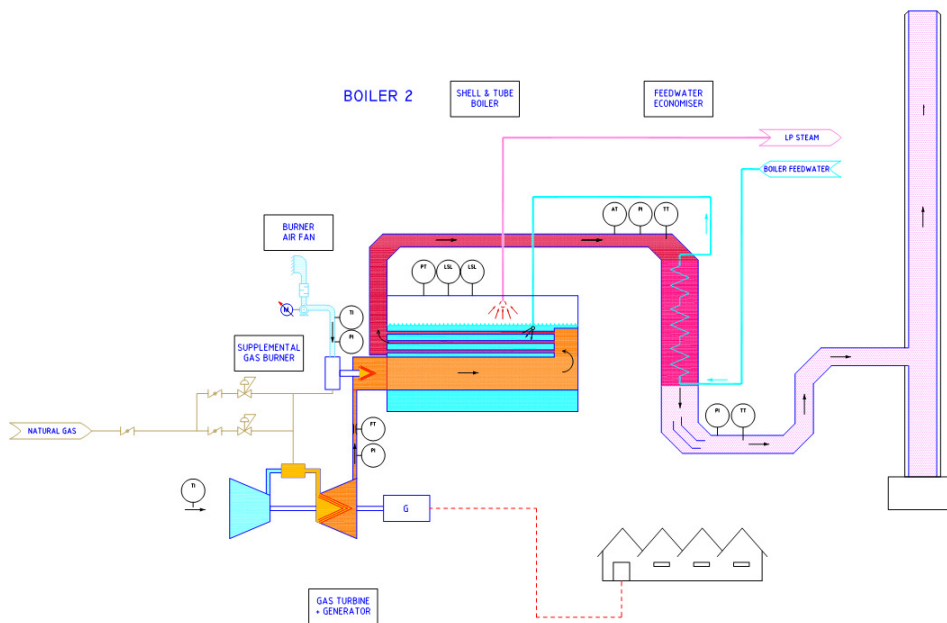 BOILER 2
SHELL & TUBE
BOILER
FEEDWATER
ECONOMISER
LP STEAM
BOILER FEEDWATER
BURNER
AIR FAN
AT
PI
TT
PT
LSL
LSL
M
TI
PI
SUPPLEMENTAL
GAS BURNER
NATURAL GAS
FT
PI
PI
TT
TI
G
GAS TURBINE
+ GENERATOR